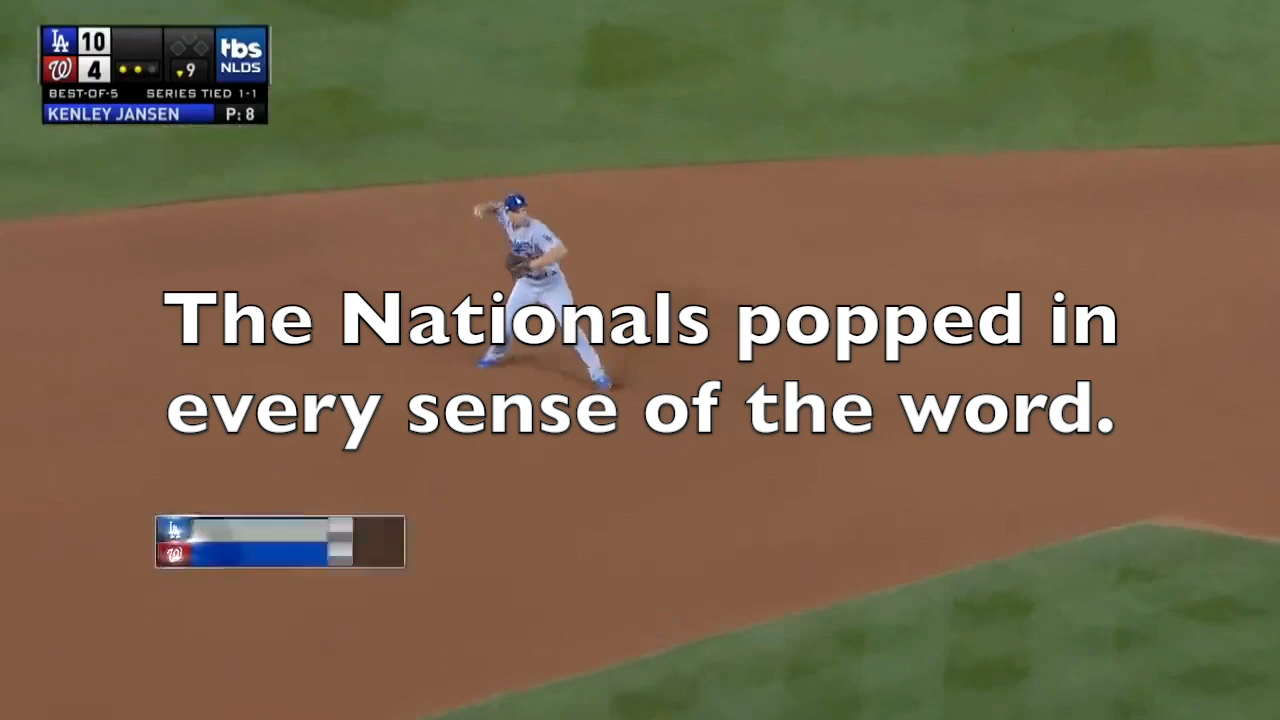 LA 10
W 4
9
tbs
NLDS
BEST-OF-5 SERIES TIED 1-1
KENLEY JANSEN P: 8
The Nationals popped in
every sense of the word.
LA
W